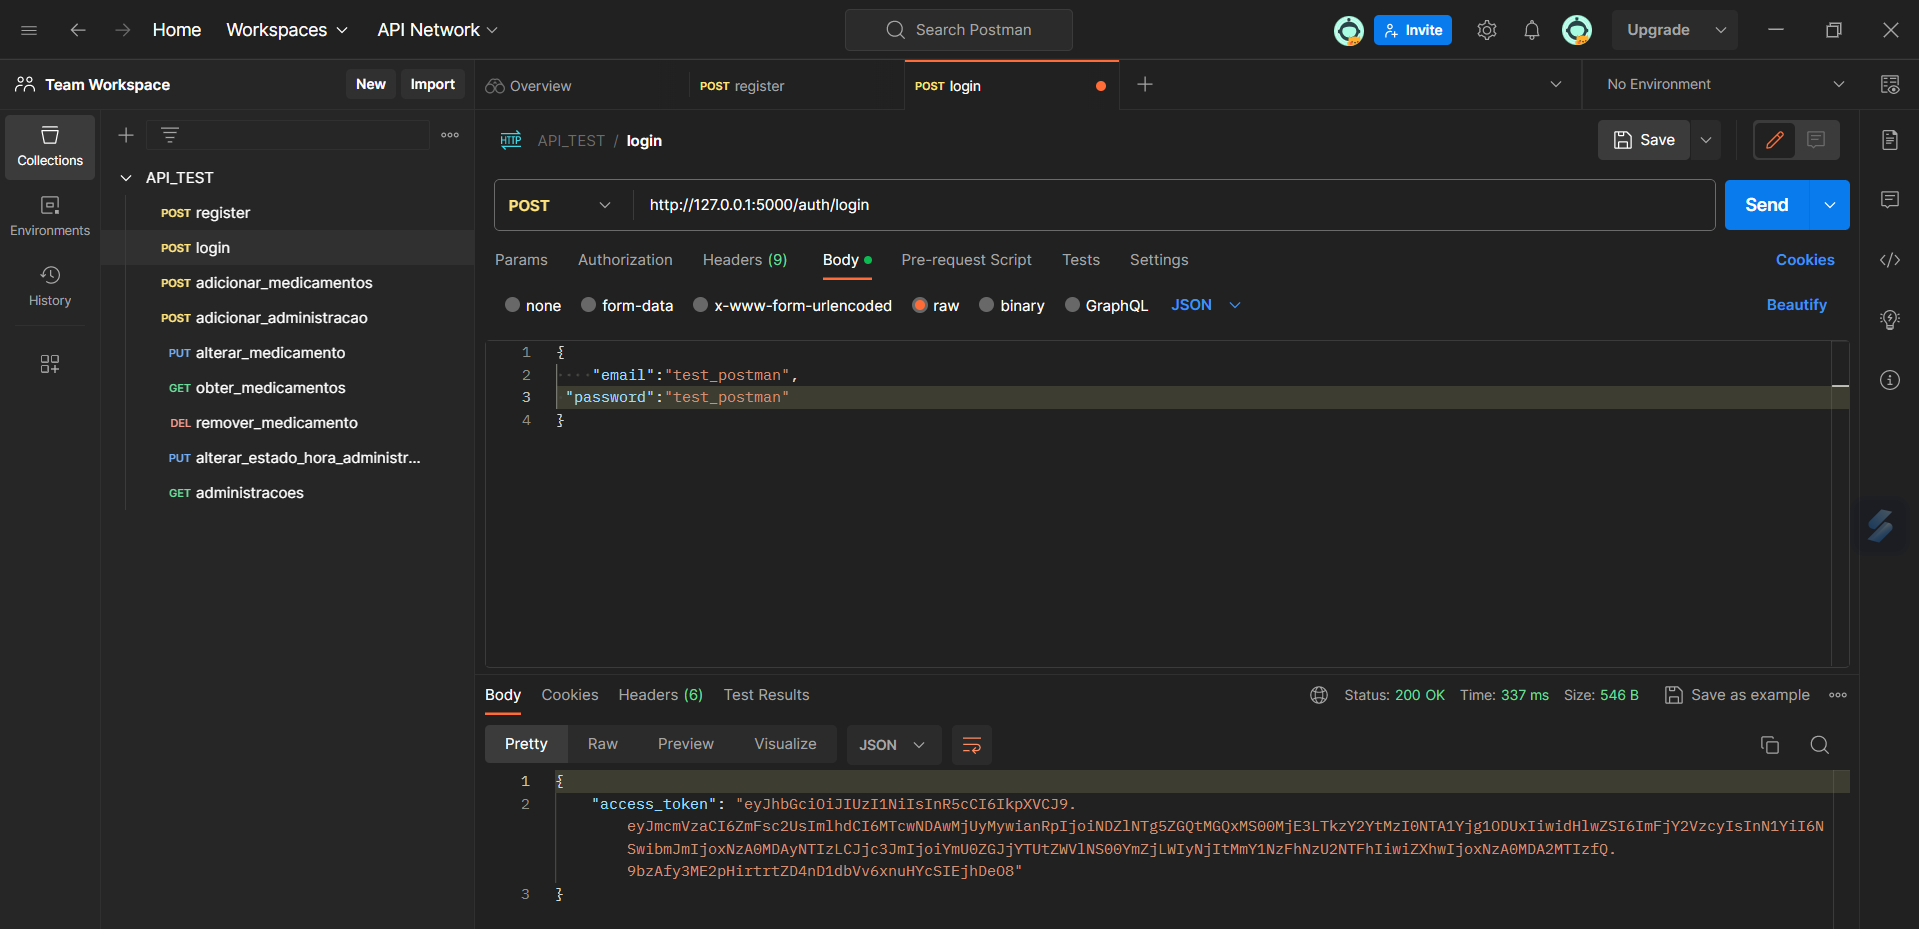 Home Workspaces API Network Search Postman Invite Upgrade
Team Workspace New Import Overview POST register POST login No Environment
Collections
Environments
History
API_TEST
POST register
POST login
POST adicionar_medicamentos
POST adicionar_administracao
PUT alterar_medicamento
GET obter_medicamentos
DEL remover_medicamento
PUT alterar_estado_hora_administr...
GET administracoes
HTTP API_TEST / login Save
POST http://127.0.0.1:5000/auth/login Send
Params Authorization Headers (9) Body Pre-request Script Tests Settings Cookies
none form-data x-www-form-urlencoded raw binary GraphQL JSON Beautify
1 {
2 "email":"test_postman",
3 "password":"test_postman"
4 }
Body Cookies Headers (6) Test Results Status: 200 OK Time: 337 ms Size: 546 B Save as example
Pretty Raw Preview Visualize JSON
1 {
2 "access_token": "eyJhbGciOiJIUzI1NiIsInR5cCI6IkpXVCJ9.
eyJmcmVzaCI6ZmFsc2UsImlhdCI6MTcwNDAwMjUyMywianRpIjoiNDZlNTg5ZGQtMGQxMS00MjE3LTkzY2YtMzI0NTA1Yjg1ODUxIiwidHlwZSI6ImFjY2VzcyIsInN1YiI6N
SwibmJmIjoxNzA0MDAyNTIzLCJjc3JmIjoiYmU0ZGJjYTUtZWVlNS00YmZjLWIyNjItMmY1NzFhNzU2NTFhIiwiZXhwIjoxNzA0MDA2MTIzfQ.
9bzAfy3ME2pHirtrtZD4nD1dbVv6xnuHYcSIEjhDeO8"
3 }